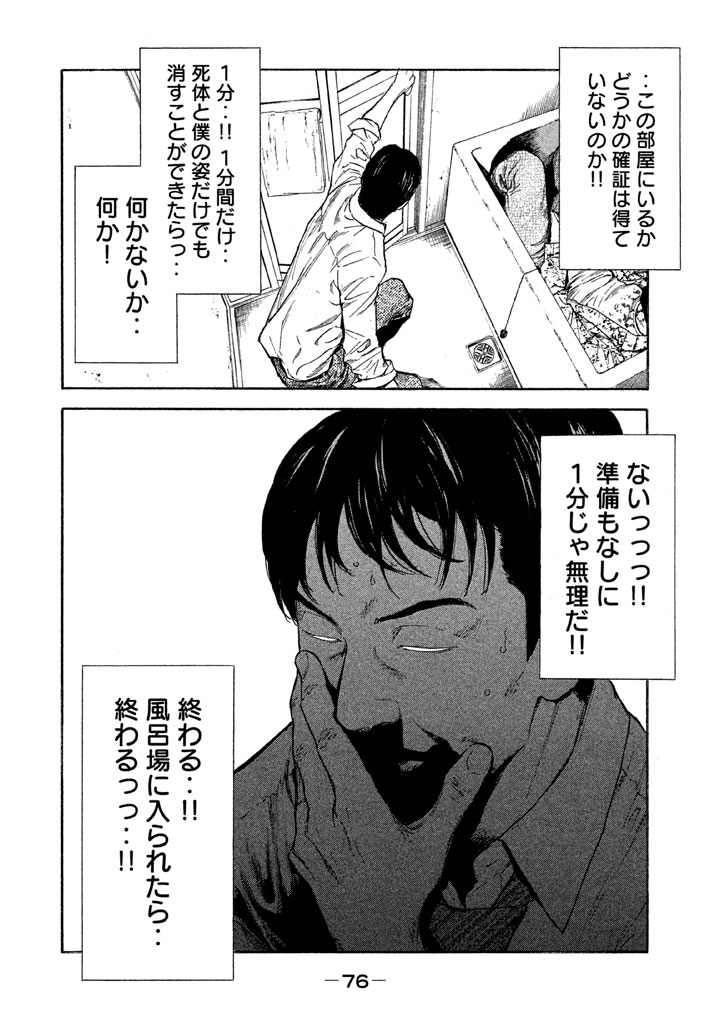 ‥この部屋にいるか
どうかの確証は得て
いないのか!!
1分‥!! 1分間だけ‥
死体と僕の姿だけでも
消すことができたらっ‥
何かないか‥
何か!
ないっっっ!!
準備もなしに
1分じゃ無理だ!!
終わる‥!!
風呂場に入られたら‥
終わるっっ‥!!
—76—